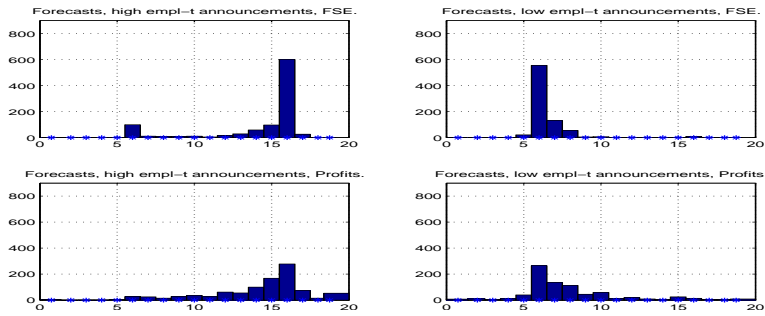 Forecasts, high empl-t announcements, FSE.
800
600
400
200
0
0 5 10 15 20
Forecasts, low empl-t announcements, FSE.
800
600
400
200
0
0 5 10 15 20
Forecasts, high empl-t announcements, Profits.
800
600
400
200
0
0 5 10 15 20
Forecasts, low empl-t announcements, Profits
800
600
400
200
0
0 5 10 15 20